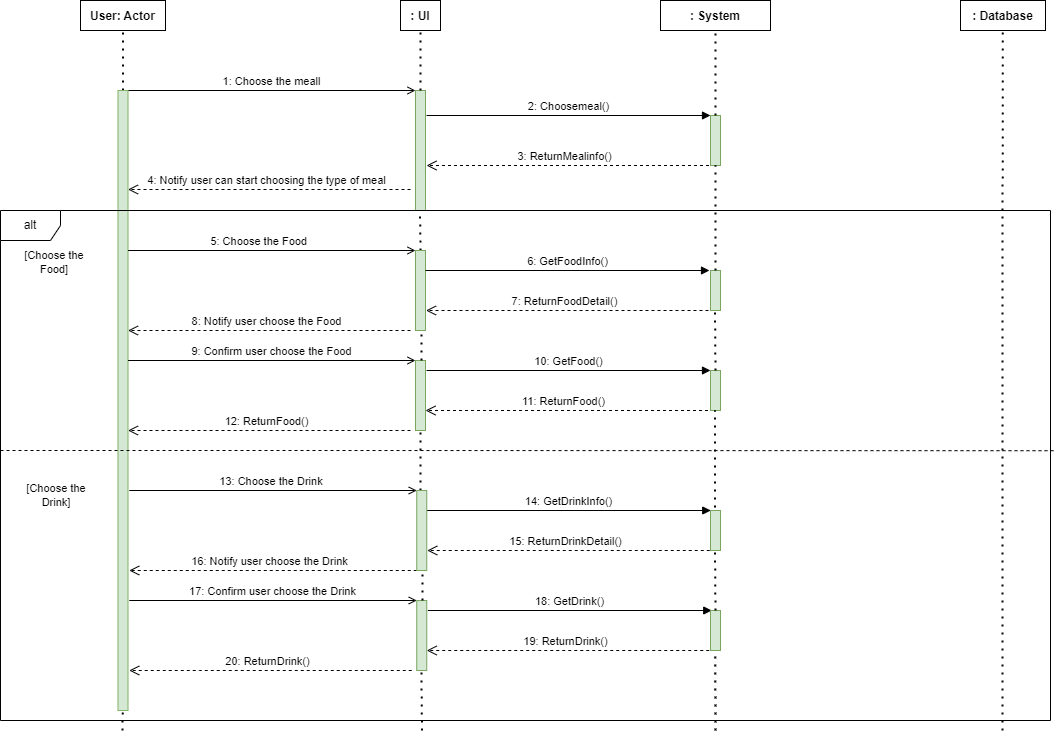 User: Actor
: UI
: System
: Database
1: Choose the meall
2: Choosemeal()
3: ReturnMealinfo()
4: Notify user can start choosing the type of meal
alt
[Choose the
Food]
5: Choose the Food
6: GetFoodInfo()
7: ReturnFoodDetail()
8: Notify user choose the Food
9: Confirm user choose the Food
10: GetFood()
11: ReturnFood()
12: ReturnFood()
[Choose the
Drink]
13: Choose the Drink
14: GetDrinkInfo()
15: ReturnDrinkDetail()
16: Notify user choose the Drink
17: Confirm user choose the Drink
18: GetDrink()
19: ReturnDrink()
20: ReturnDrink()